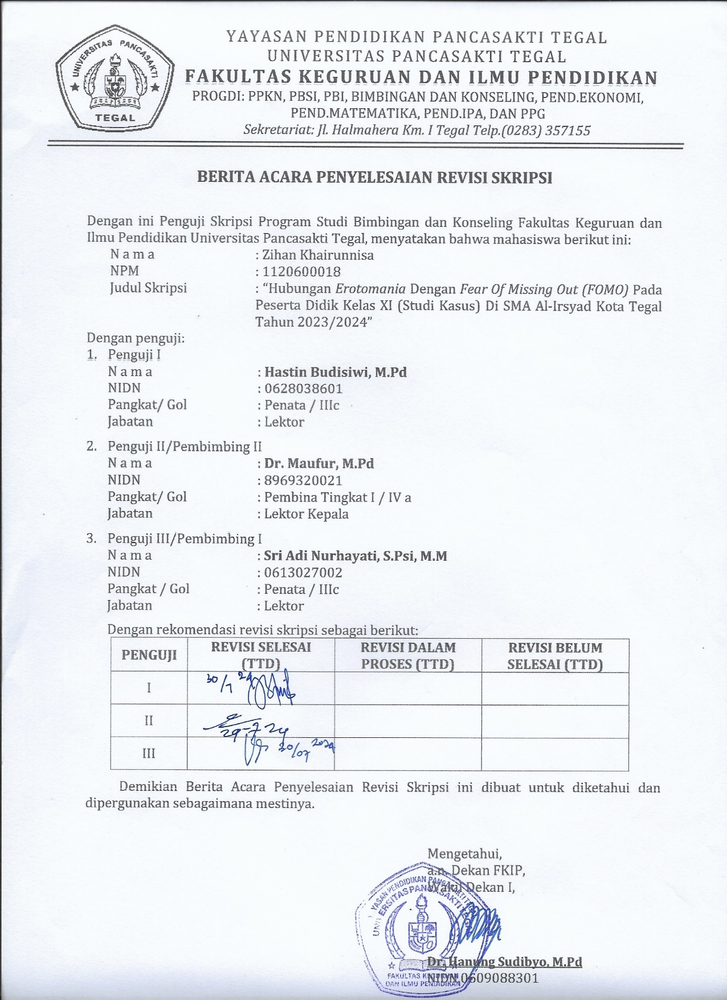 UNIVERSITAS PANCASAKTI
TEGAL
YAYASAN PENDIDIKAN PANCASAKTI TEGAL
UNIVERSITAS PANCASAKTI TEGAL
FAKULTAS KEGURUAN DAN ILMU PENDIDIKAN
PROGDI: PPKN, PBSI, PBI, BIMBINGAN DAN KONSELING, PEND.EKONOMI,
PEND.MATEMATIKA, PEND.IPA, DAN PPG
Sekretariat: Jl. Halmahera Km. I Tegal Telp.(0283) 357155
BERITA ACARA PENYELESAIAN REVISI SKRIPSI
Dengan ini Penguji Skripsi Program Studi Bimbingan dan Konseling Fakultas Keguruan dan
Ilmu Pendidikan Universitas Pancasakti Tegal, menyatakan bahwa mahasiswa berikut ini:
N a m a : Zihan Khairunnisa
NPM : 1120600018
Judul Skripsi : “Hubungan Erotomania Dengan Fear Of Missing Out (FOMO) Pada
Peserta Didik Kelas XI (Studi Kasus) Di SMA Al-Irsyad Kota Tegal
Tahun 2023/2024”
Dengan penguji:
1. Penguji I
N a m a : Hastin Budisiwi, M.Pd
NIDN : 0628038601
Pangkat/ Gol : Penata / IIIc
Jabatan : Lektor
2. Penguji II/Pembimbing II
N a m a : Dr. Maufur, M.Pd
NIDN : 8969320021
Pangkat/ Gol : Pembina Tingkat I / IV a
Jabatan : Lektor Kepala
3. Penguji III/Pembimbing I
N a m a : Sri Adi Nurhayati, S.Psi, M.M
NIDN : 0613027002
Pangkat / Gol : Penata / IIIc
Jabatan : Lektor
Dengan rekomendasi revisi skripsi sebagai berikut:
PENGUJI REVISI SELESAI (TTD) REVISI DALAM PROSES (TTD) REVISI BELUM SELESAI (TTD)
I 30/7 24
II 29-7 24
III 30/07 2024
Demikian Berita Acara Penyelesaian Revisi Skripsi ini dibuat untuk diketahui dan
dipergunakan sebagaimana mestinya.
Mengetahui,
a.n. Dekan FKIP,
Wakil Dekan I,
YASAN PENDIDIKAN
ERSITAS PANCASAKTI
FAKULTAS KEGURUAN
DAN ILMU PENDIDIKAN
Dr. Hanung Sudibyo, M.Pd
NIDN.0609088301